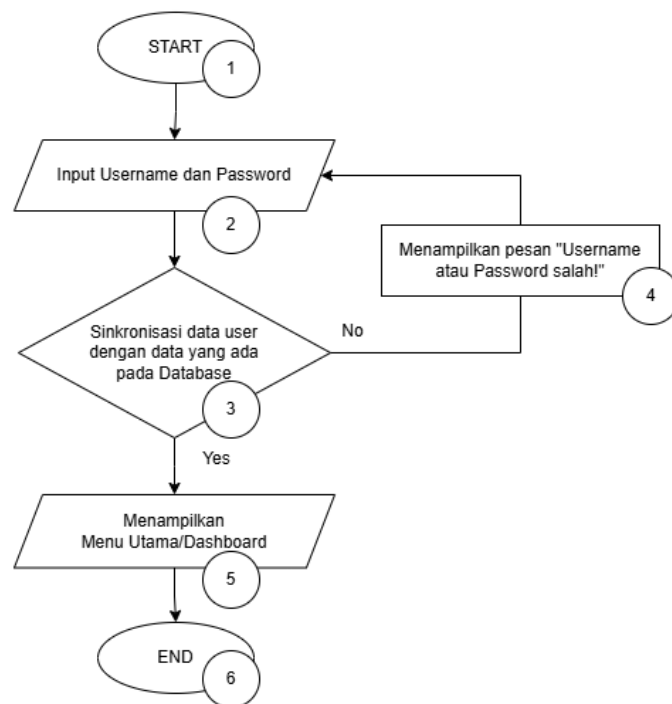 START
1
Input Username dan Password
2
Menampilkan pesan "Username
atau Password salah!"
4
Sinkronisasi data user
dengan data yang ada
pada Database
No
3
Yes
Menampilkan
Menu Utama/Dashboard
5
END
6